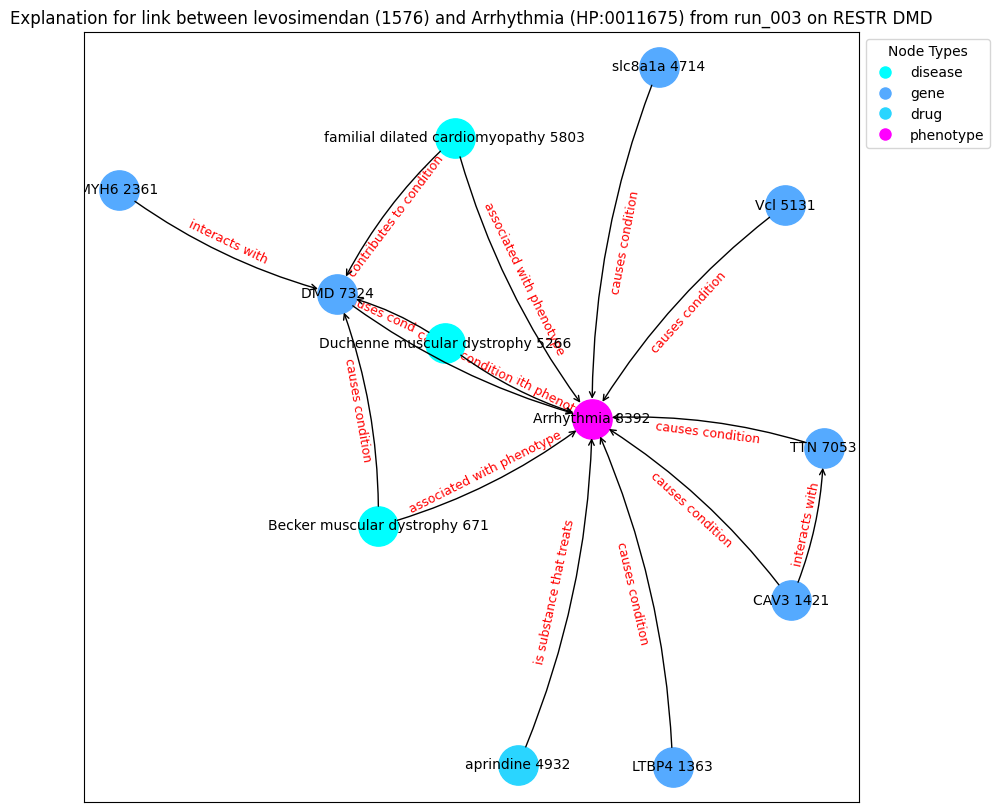 Explanation for link between levosimendan (1576) and Arrhythmia (HP:0011675) from run_003 on RESTR DMD
Node Types
disease
gene
drug
phenotype
slc8a1a 4714
familial dilated cardiomyopathy 5803
MYH6 2361
Vcl 5131
contributes to condition
associated with phenotype
causes condition
interacts with
causes condition
DMD 7324
uses cond
Duchenne muscular dystrophy 5266
condition ith phenot
causes condition
Arrhythmia 8392
causes condition
TTN 7053
associated with phenotype
causes condition
interacts with
Becker muscular dystrophy 671
is substance that treats
causes condition
CAV3 1421
aprindine 4932
LTBP4 1363